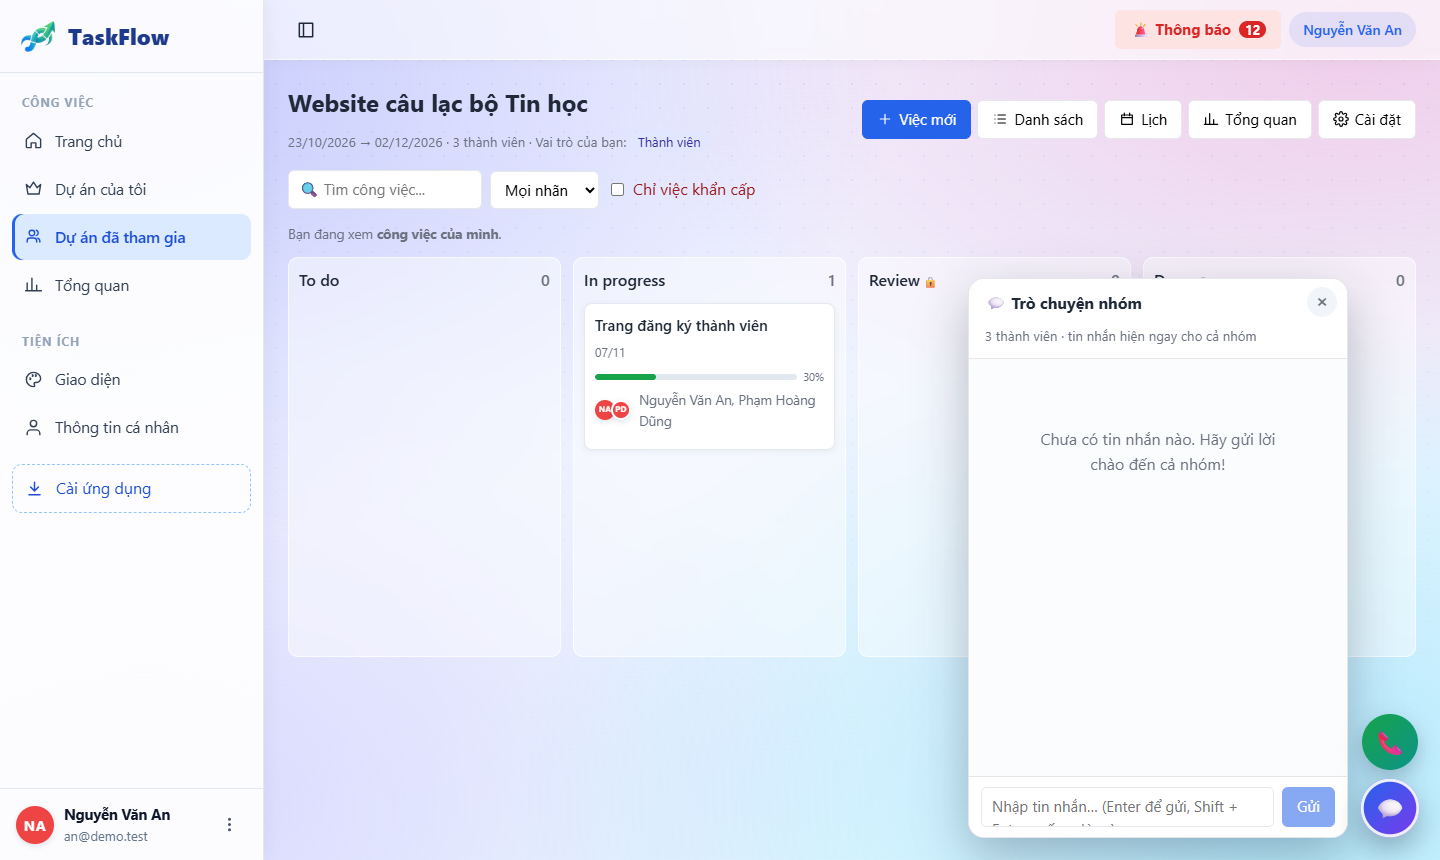 TaskFlow
CÔNG VIỆC
Trang chủ
Dự án của tôi
Dự án đã tham gia
Tổng quan
TIỆN ÍCH
Giao diện
Thông tin cá nhân
Cài ứng dụng
NA
Nguyễn Văn An
an@demo.test
Thông báo 12
Nguyễn Văn An
Website câu lạc bộ Tin học
23/10/2026 → 02/12/2026 · 3 thành viên · Vai trò của bạn: Thành viên
+ Việc mới
Danh sách
Lịch
Tổng quan
Cài đặt
Tìm công việc...
Mọi nhãn
Chỉ việc khẩn cấp
Bạn đang xem công việc của mình.
To do 0
In progress 1
Trang đăng ký thành viên
07/11
30%
NA PD
Nguyễn Văn An, Phạm Hoàng
Dũng
Review
0
Trò chuyện nhóm
3 thành viên · tin nhắn hiện ngay cho cả nhóm
Chưa có tin nhắn nào. Hãy gửi lời
chào đến cả nhóm!
Nhập tin nhắn... (Enter để gửi, Shift +
Gửi